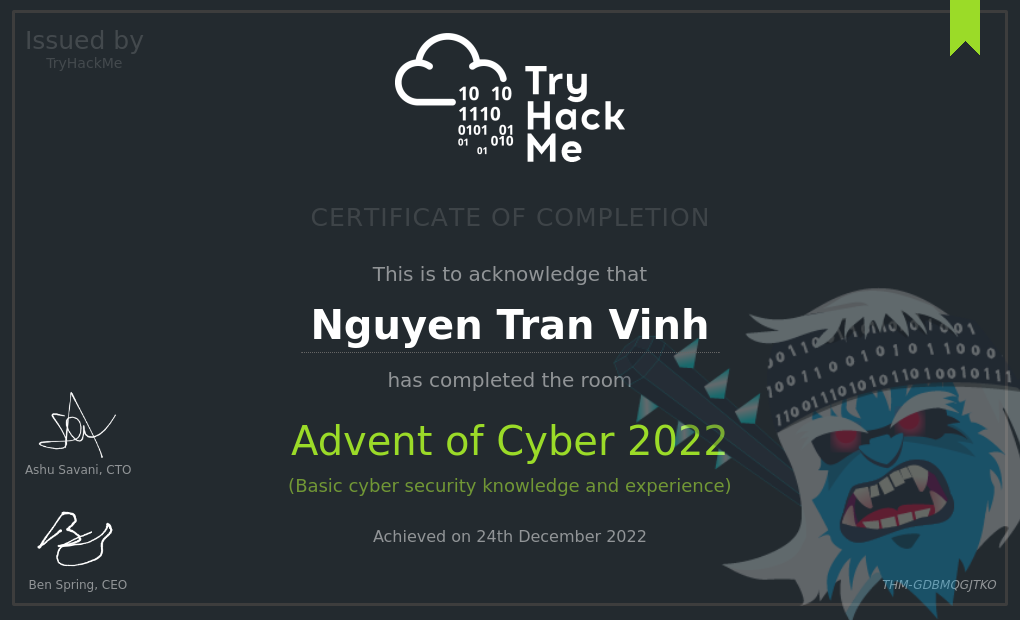 Issued by
TryHackMe
10 10
1110
0101 01
01 010
01
Try
Hack
Me
CERTIFICATE OF COMPLETION
This is to acknowledge that
Nguyen Tran Vinh
has completed the room
Advent of Cyber 2022
(Basic cyber security knowledge and experience)
Achieved on 24th December 2022
Ashu Savani, CTO
Ben Spring, CEO
THM-GDBMQGJTKO